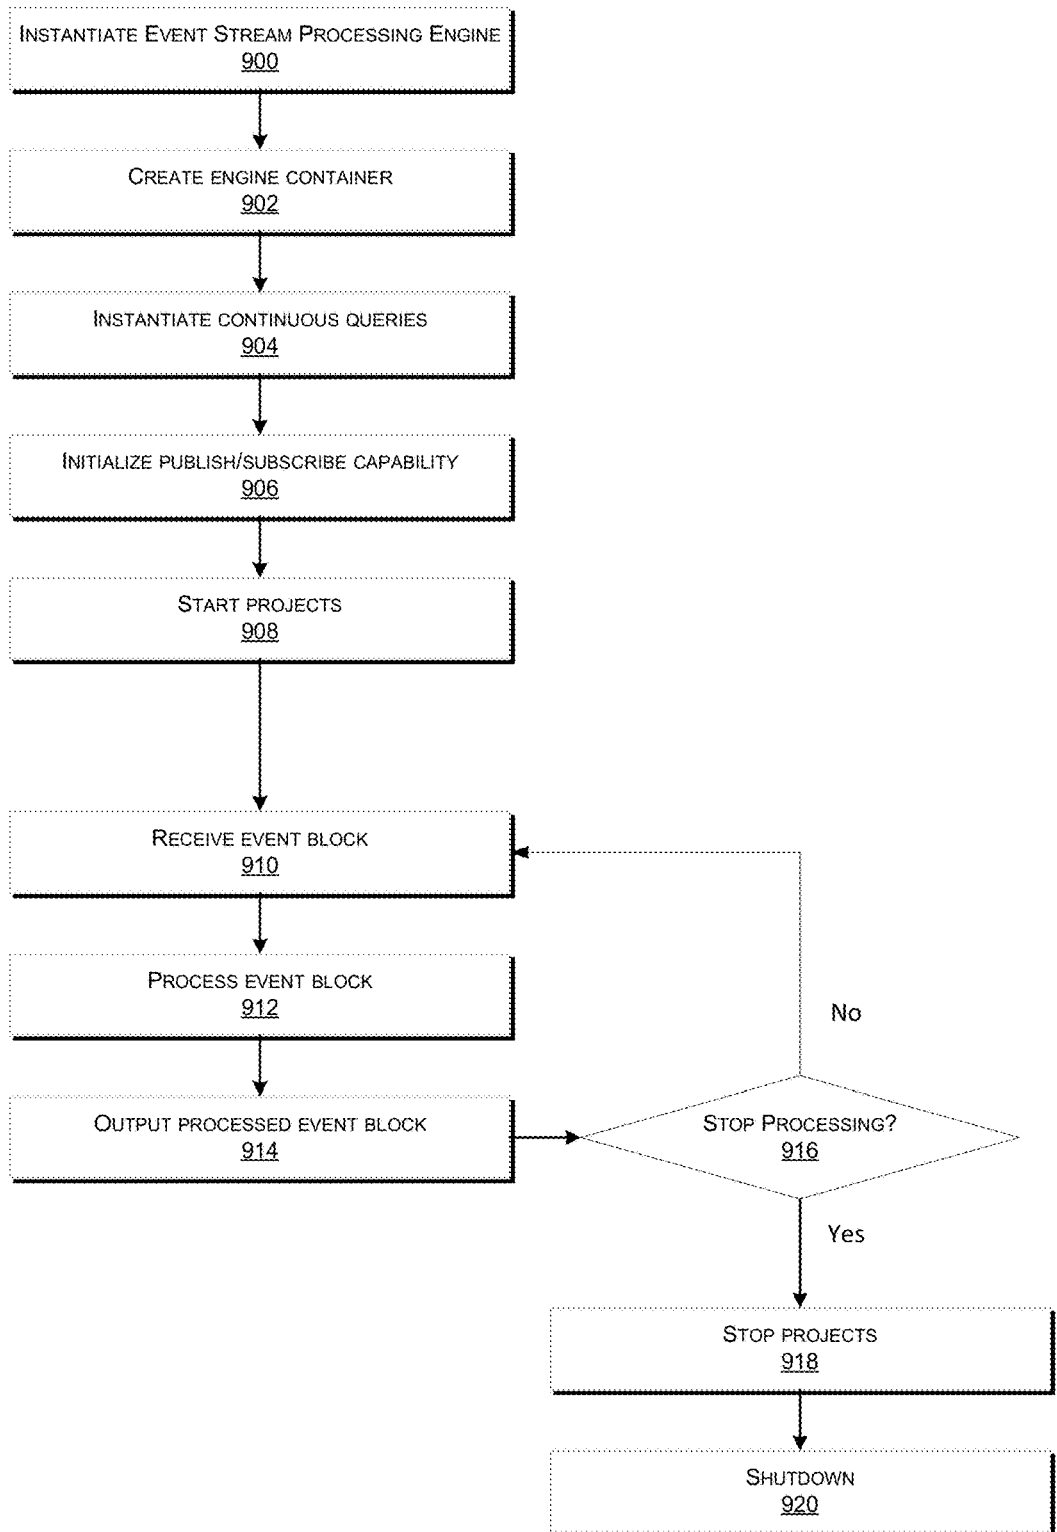 INSTANTIATE EVENT STREAM PROCESSING ENGINE
900
CREATE ENGINE CONTAINER
902
INSTANTIATE CONTINUOUS QUERIES
904
INITIALIZE PUBLISH/SUBSCRIBE CAPABILITY
906
START PROJECTS
908
RECEIVE EVENT BLOCK
910
PROCESS EVENT BLOCK
912
No
OUTPUT PROCESSED EVENT BLOCK
914
STOP PROCESSING?
916
Yes
STOP PROJECTS
918
SHUTDOWN
920